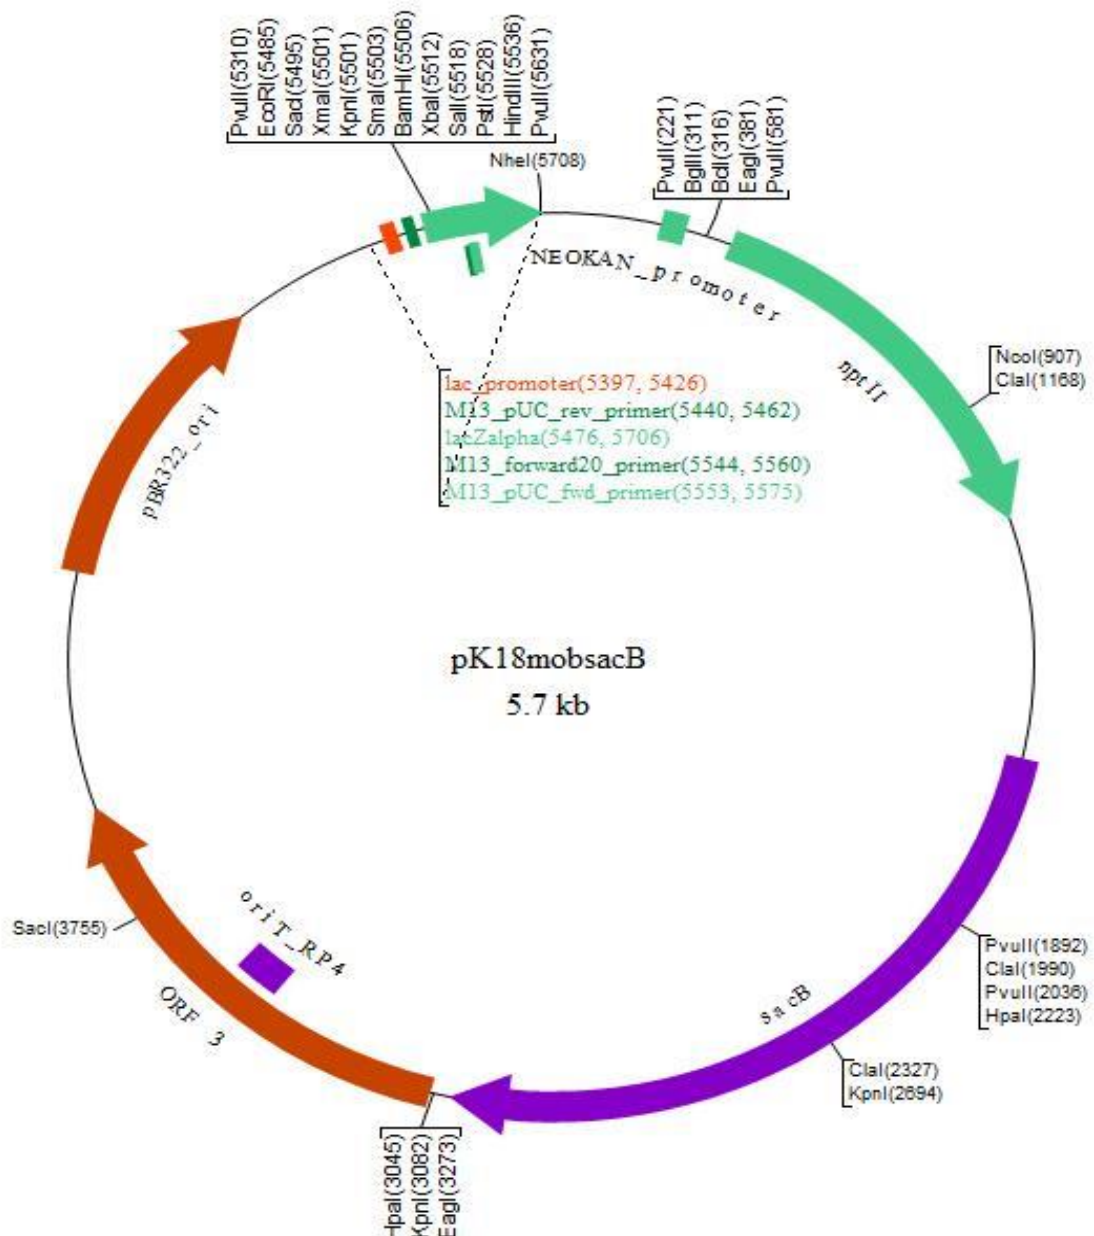 PvuII(5310)
EcoRI(5485)
SacI(5495)
XmaI(5501)
KpnI(5501)
SmaI(5503)
BamHI(5506)
XbaI(5512)
SalI(5518)
PstI(5528)
HindIII(5536)
PvuII(5631)
NheI(5708)
PvuII(221)
BglII(311)
BclI(316)
EagI(381)
PvuII(581)
NEOKAN_promoter
nptII
NcoI(907)
ClaI(1168)
lac_promoter(5397, 5426)
M13_pUC_rev_primer(5440, 5462)
lacZalpha(5476, 5706)
M13_forward20_primer(5544, 5560)
M13_pUC_fwd_primer(5553, 5575)
pBR322_ori
pK18mobsacB
5.7 kb
oriT_RP4
SacI(3755)
ORF 3
sacB
PvuII(1892)
ClaI(1990)
PvuII(2036)
HpaI(2223)
ClaI(2327)
KpnI(2694)
HpaI(3045)
KpnI(3082)
EagI(3273)